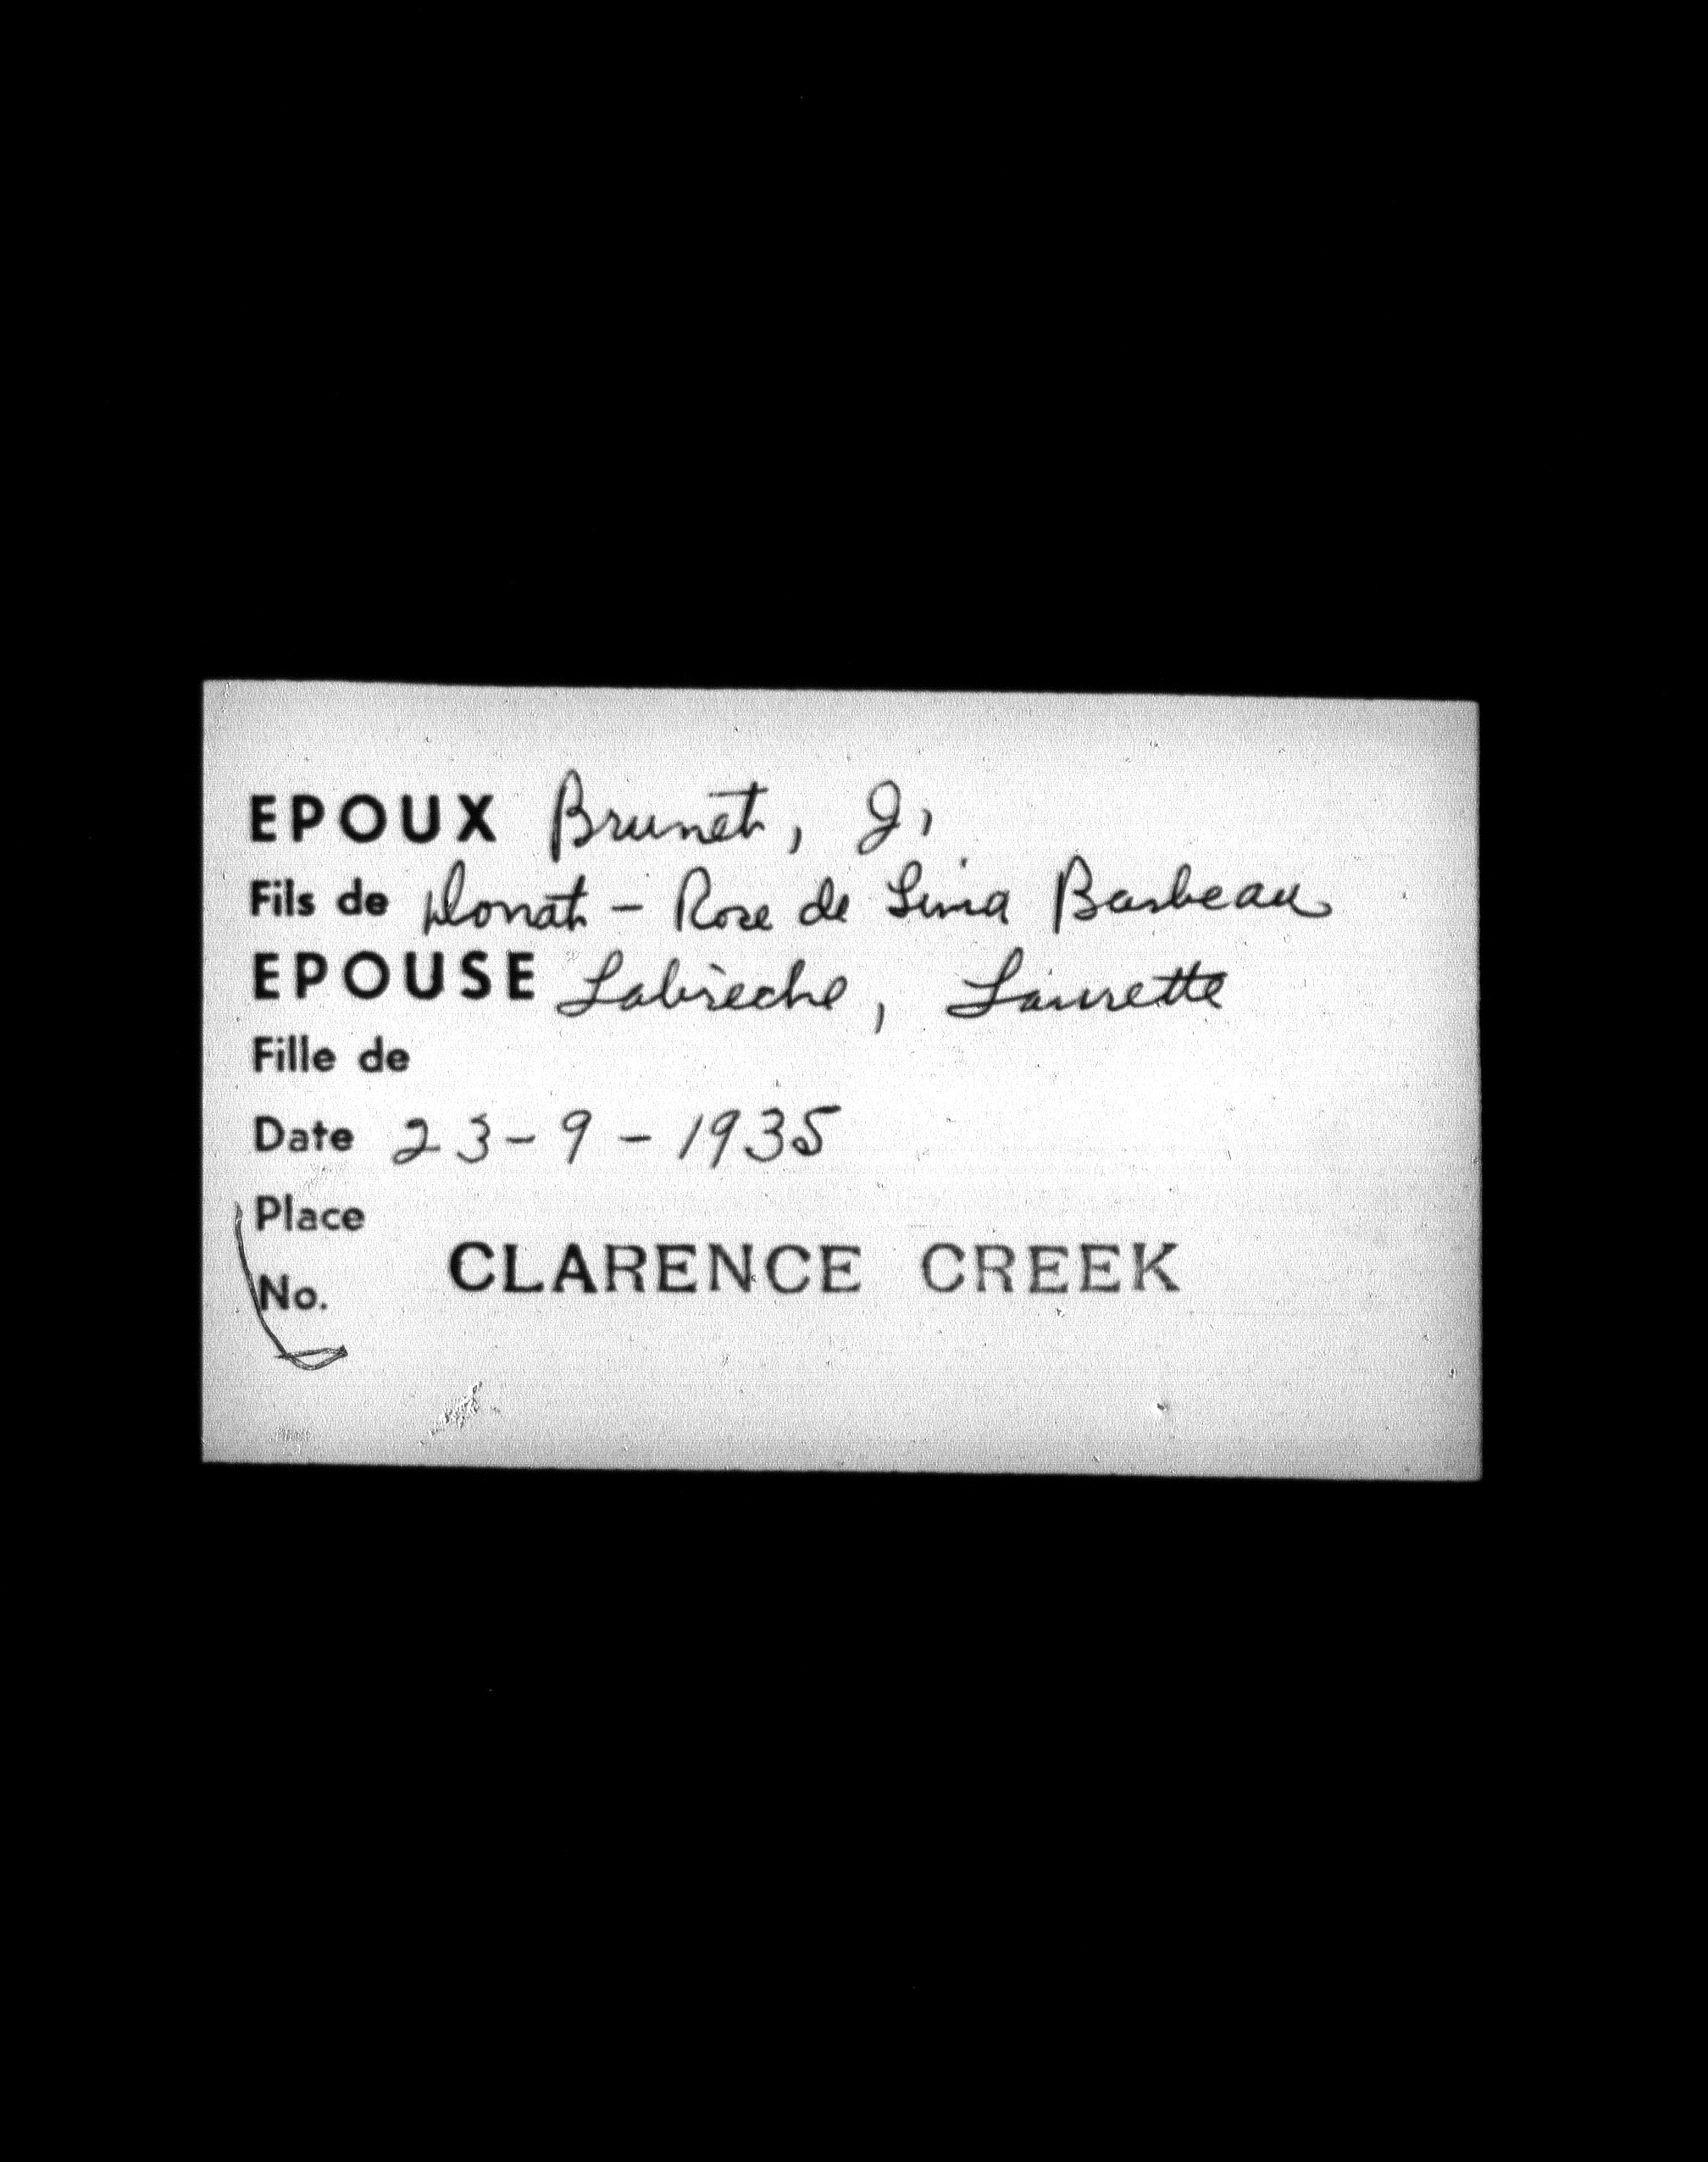 EPOUX Brunet, J.
Fils de Donat - Rose de Lima Barbeau
EPOUSE Labrèche, Laurette
Fille de
Date 23-9-1935
Place
CLARENCE CREEK
No.